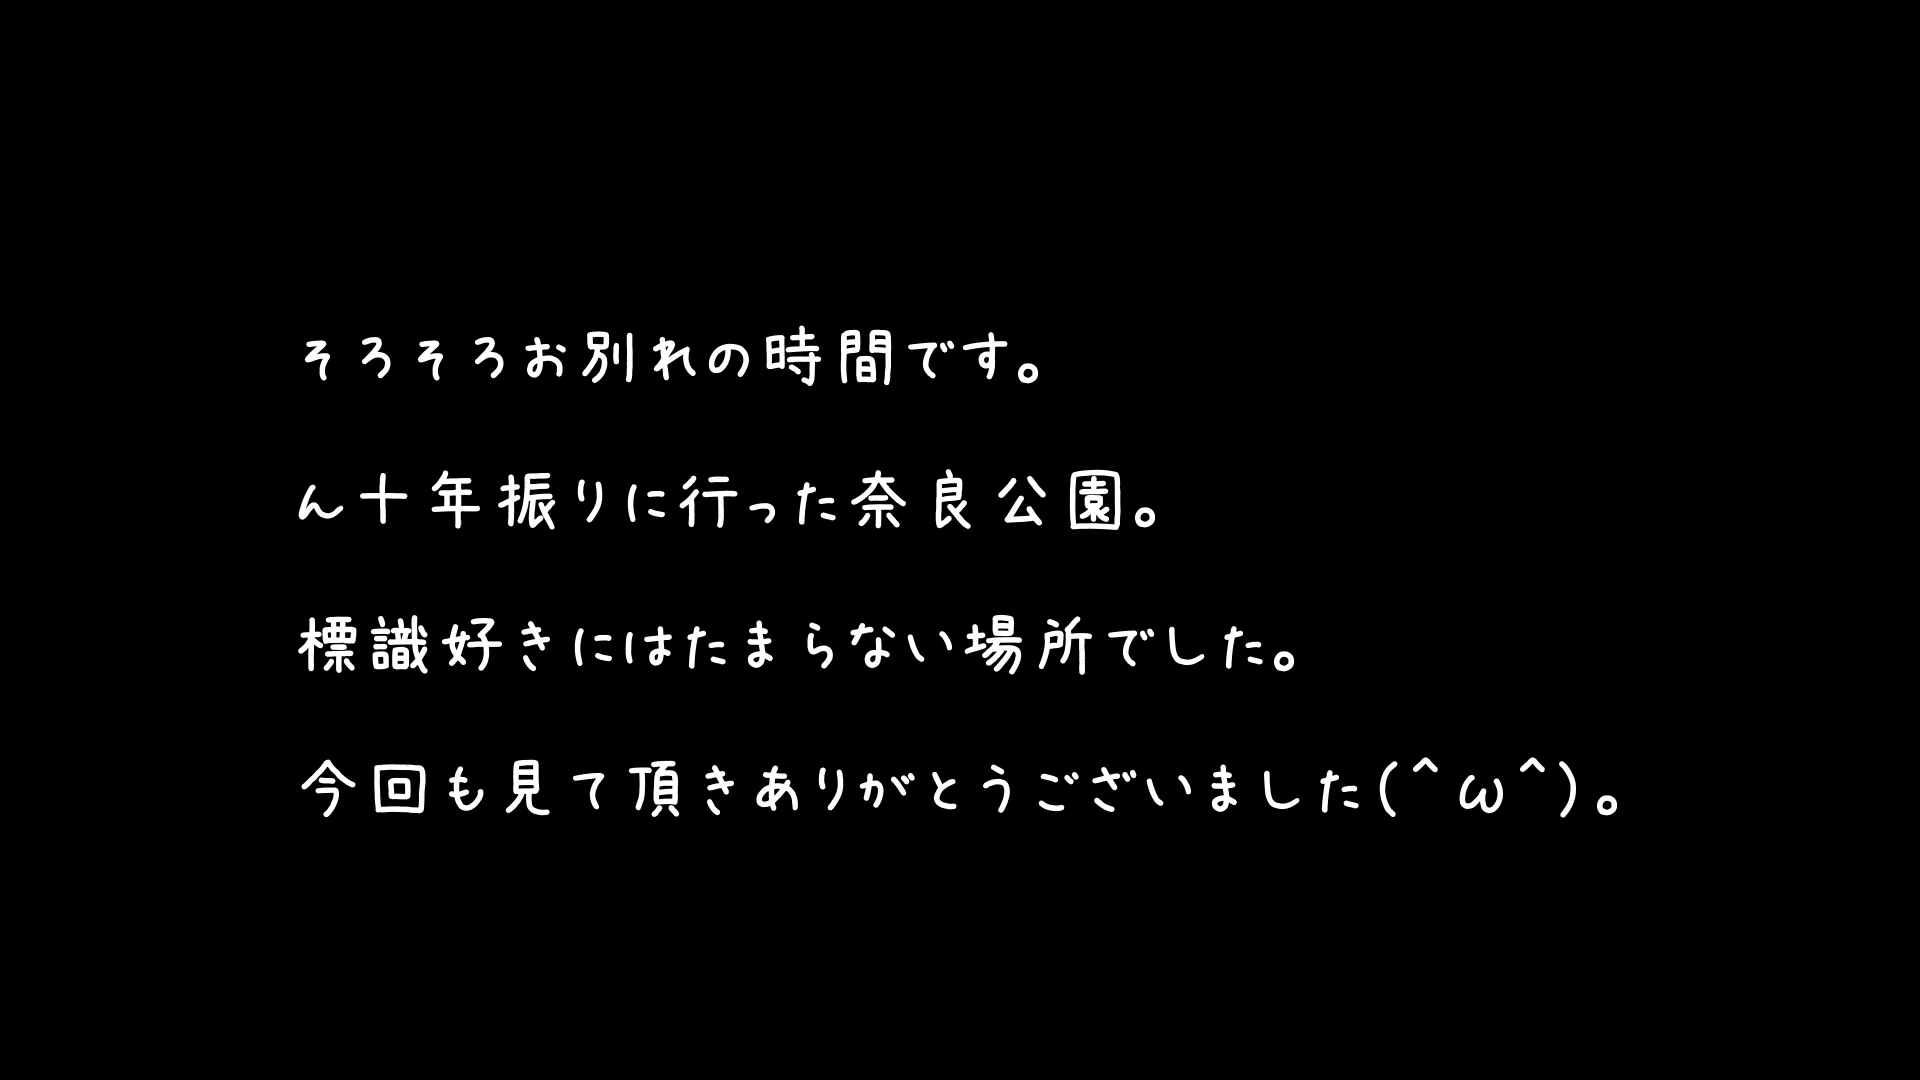 そろそろお別れの時間です。
ん十年振りに行った奈良公園。
標識好きにはたまらない場所でした。
今回も見て頂きありがとうございました(^ω^)。